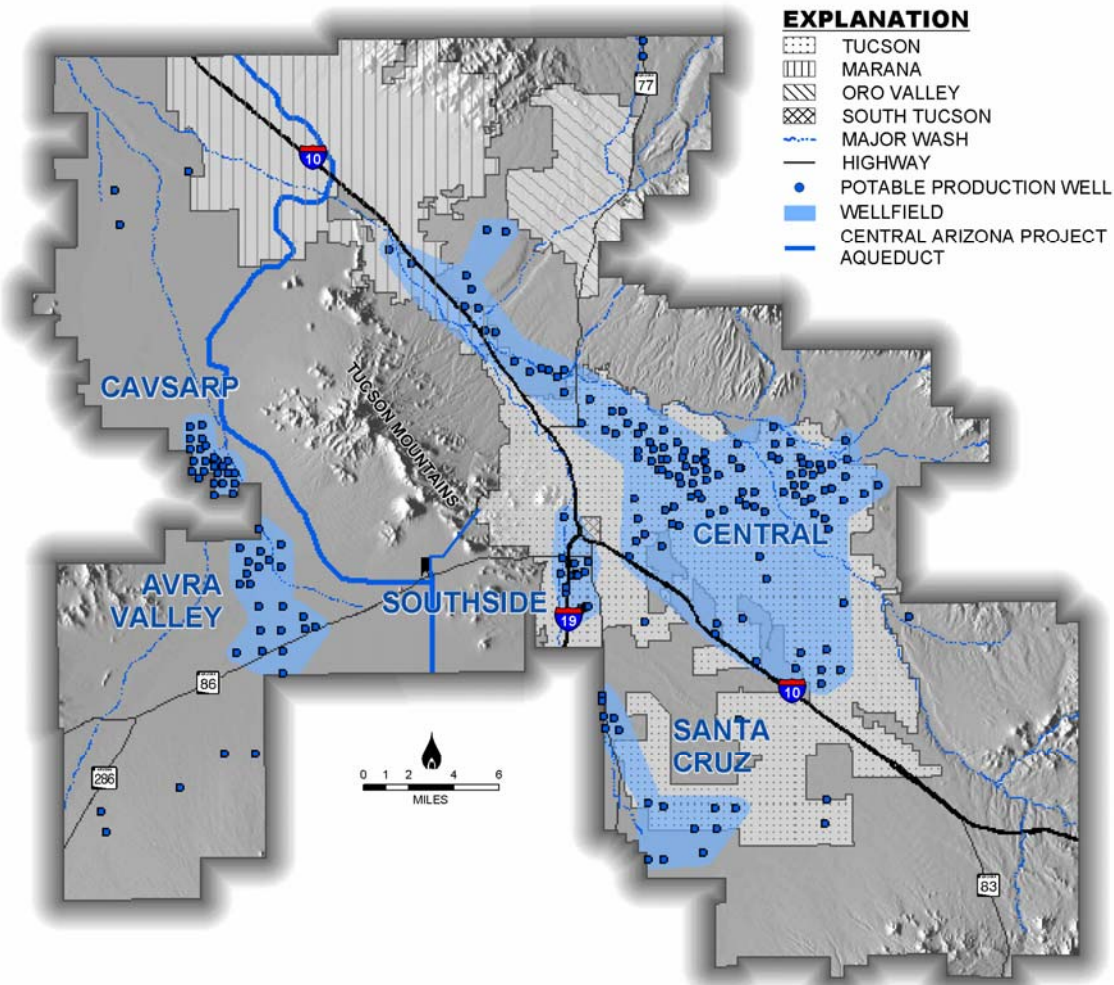 EXPLANATION
TUCSON
MARANA
ORO VALLEY
SOUTH TUCSON
MAJOR WASH
HIGHWAY
POTABLE PRODUCTION WELL
WELLFIELD
CENTRAL ARIZONA PROJECT
AQUEDUCT
77
10
CAVSARP
TUCSON MOUNTAINS
CENTRAL
AVRA
VALLEY
SOUTHSIDE
19
86
10
SANTA
CRUZ
286
0 1 2 4 6
MILES
83